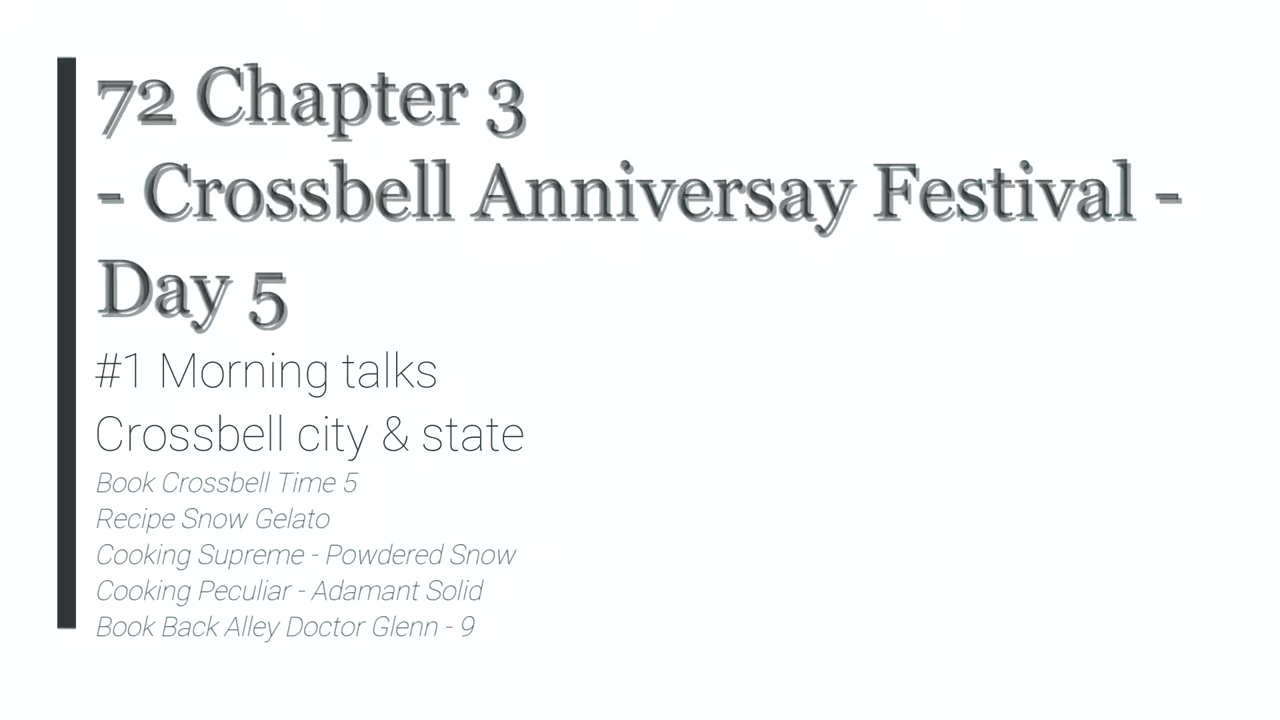 72 Chapter 3
- Crossbell Anniversay Festival -
Day 5
#1 Morning talks
Crossbell city & state
Book Crossbell Time 5
Recipe Snow Gelato
Cooking Supreme - Powdered Snow
Cooking Peculiar - Adamant Solid
Book Back Alley Doctor Glenn - 9